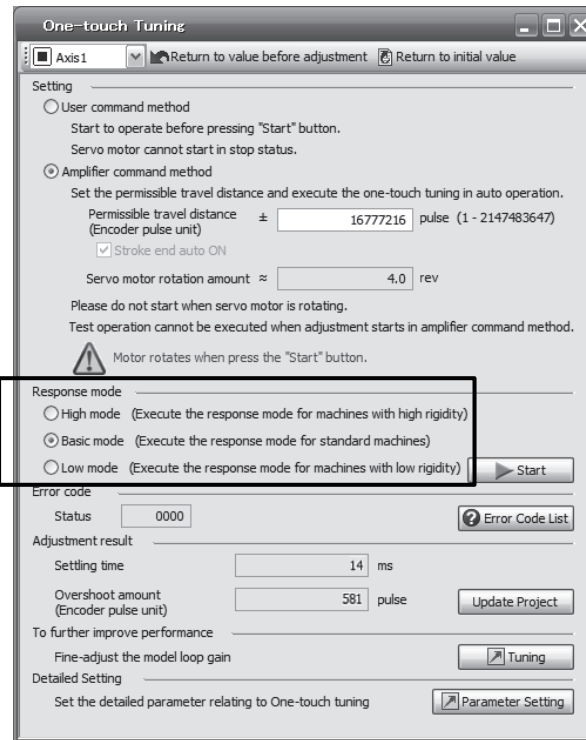 One-touch Tuning
Axis1 Return to value before adjustment Return to initial value
Setting
User command method
Start to operate before pressing "Start" button.
Servo motor cannot start in stop status.
Amplifier command method
Set the permissible travel distance and execute the one-touch tuning in auto operation.
Permissible travel distance
(Encoder pulse unit) ± 16777216 pulse (1 - 2147483647)
Stroke end auto ON
Servo motor rotation amount ≈ 4.0 rev
Please do not start when servo motor is rotating.
Test operation cannot be executed when adjustment starts in amplifier command method.
Motor rotates when press the "Start" button.
Response mode
High mode (Execute the response mode for machines with high rigidity)
Basic mode (Execute the response mode for standard machines)
Low mode (Execute the response mode for machines with low rigidity) Start
Error code
Status 0000 Error Code List
Adjustment result
Settling time 14 ms
Overshoot amount
(Encoder pulse unit) 581 pulse Update Project
To further improve performance
Fine-adjust the model loop gain Tuning
Detailed Setting
Set the detailed parameter relating to One-touch tuning Parameter Setting